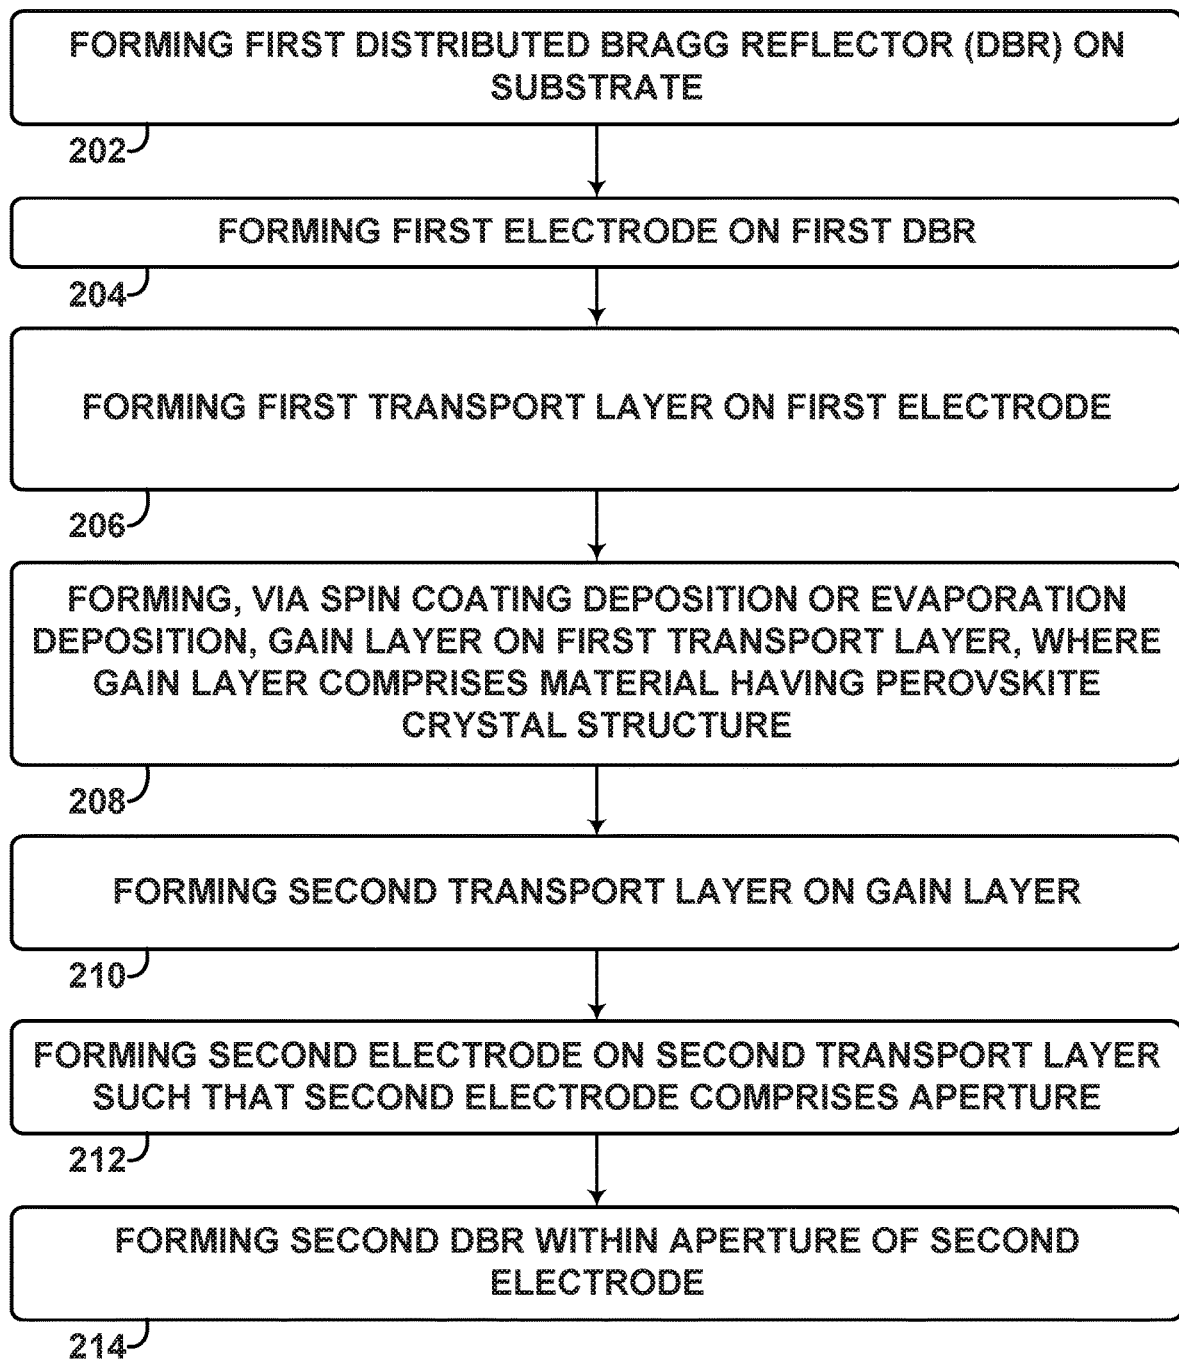 FORMING FIRST DISTRIBUTED BRAGG REFLECTOR (DBR) ON
SUBSTRATE
202
FORMING FIRST ELECTRODE ON FIRST DBR
204
FORMING FIRST TRANSPORT LAYER ON FIRST ELECTRODE
206
FORMING, VIA SPIN COATING DEPOSITION OR EVAPORATION
DEPOSITION, GAIN LAYER ON FIRST TRANSPORT LAYER, WHERE
GAIN LAYER COMPRISES MATERIAL HAVING PEROVSKITE
CRYSTAL STRUCTURE
208
FORMING SECOND TRANSPORT LAYER ON GAIN LAYER
210
FORMING SECOND ELECTRODE ON SECOND TRANSPORT LAYER
SUCH THAT SECOND ELECTRODE COMPRISES APERTURE
212
FORMING SECOND DBR WITHIN APERTURE OF SECOND
ELECTRODE
214